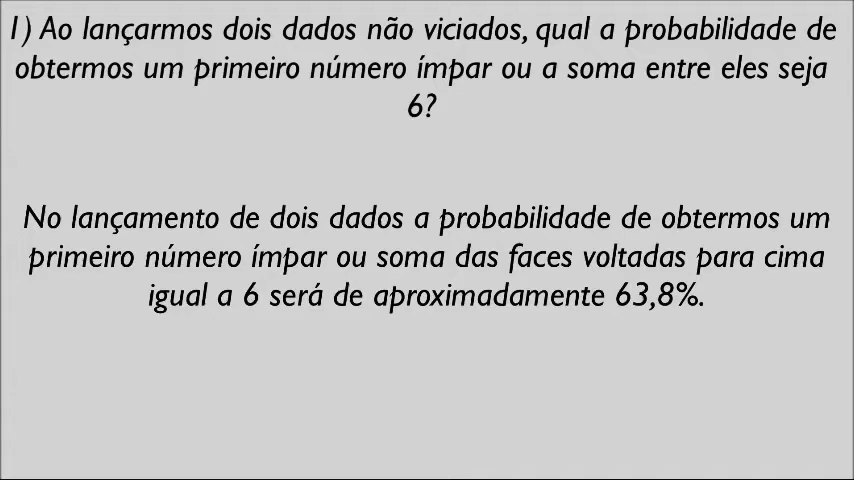 1) Ao lançarmos dois dados não viciados, qual a probabilidade de
obtermos um primeiro número ímpar ou a soma entre eles seja
6?
No lançamento de dois dados a probabilidade de obtermos um
primeiro número ímpar ou soma das faces voltadas para cima
igual a 6 será de aproximadamente 63,8%.